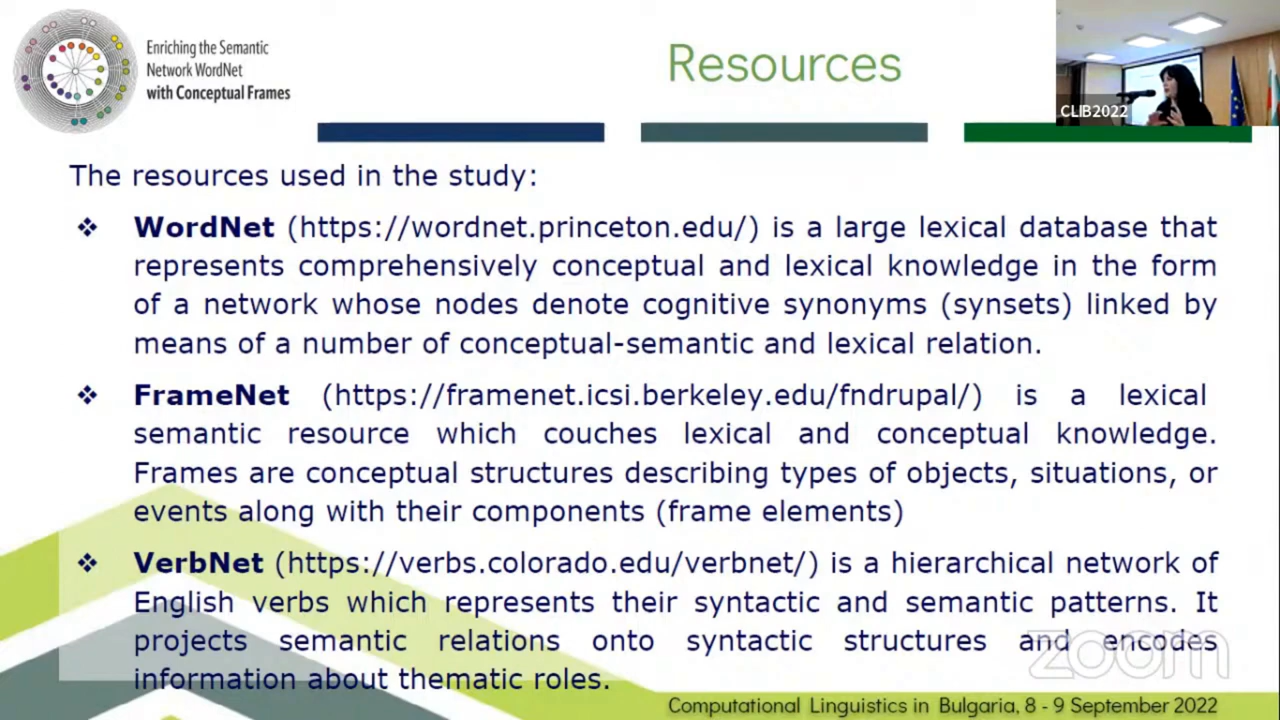 Enriching the Semantic
Network WordNet
with Conceptual Frames
Resources
CLIB2022
The resources used in the study:
❖ WordNet (https://wordnet.princeton.edu/) is a large lexical database that
represents comprehensively conceptual and lexical knowledge in the form
of a network whose nodes denote cognitive synonyms (synsets) linked by
means of a number of conceptual-semantic and lexical relation.
❖ FrameNet (https://framenet.icsi.berkeley.edu/fndrupal/) is a lexical
semantic resource which couches lexical and conceptual knowledge.
Frames are conceptual structures describing types of objects, situations, or
events along with their components (frame elements)
❖ VerbNet (https://verbs.colorado.edu/verbnet/) is a hierarchical network of
English verbs which represents their syntactic and semantic patterns. It
projects semantic relations onto syntactic structures and encodes
information about thematic roles.
zoom
Computational Linguistics in Bulgaria, 8 - 9 September 2022